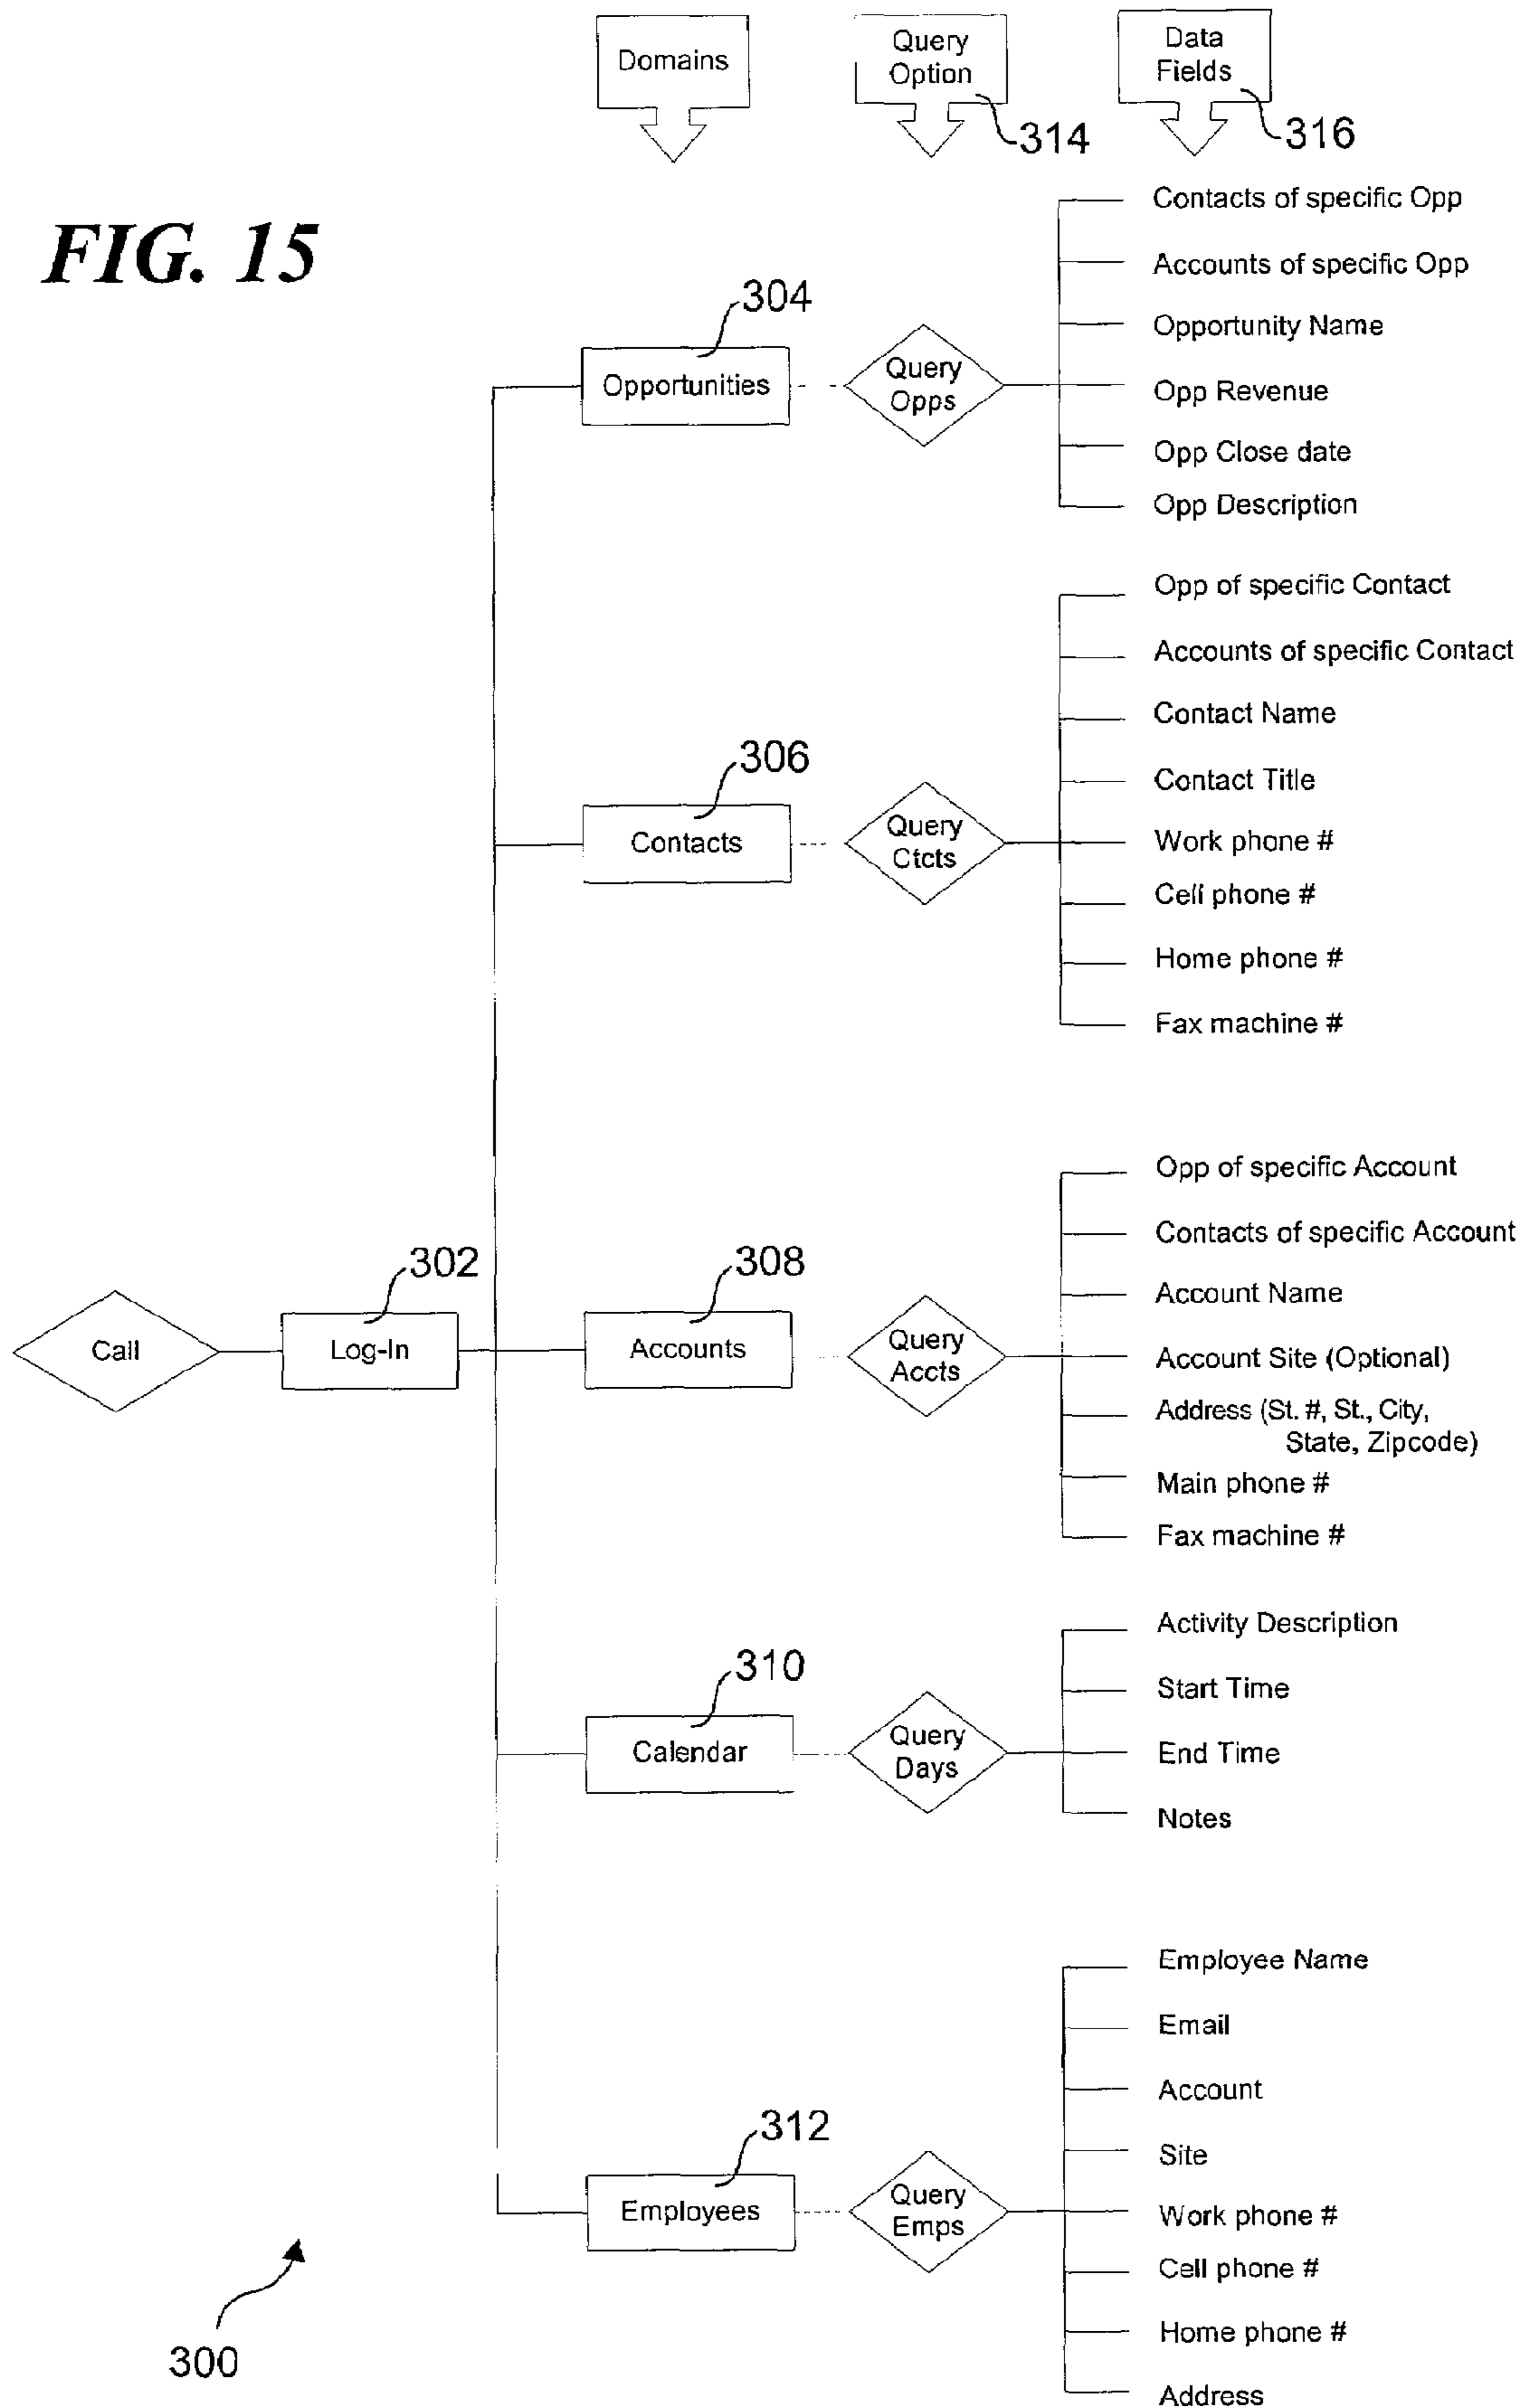 Domains
Query
Option
314
Data
Fields
316
FIG. 15
304
Opportunities
Query
Opps
Contacts of specific Opp
Accounts of specific Opp
Opportunity Name
Opp Revenue
Opp Close date
Opp Description
306
Contacts
Query
Ctcts
Opp of specific Contact
Accounts of specific Contact
Contact Name
Contact Title
Work phone #
Cell phone #
Home phone #
Fax machine #
Call
302
Log-In
308
Accounts
Query
Accts
Opp of specific Account
Contacts of specific Account
Account Name
Account Site (Optional)
Address (St. #, St., City,
State, Zipcode)
Main phone #
Fax machine #
310
Calendar
Query
Days
Activity Description
Start Time
End Time
Notes
312
Employees
Query
Emps
Employee Name
Email
Account
Site
Work phone #
Cell phone #
Home phone #
Address
300